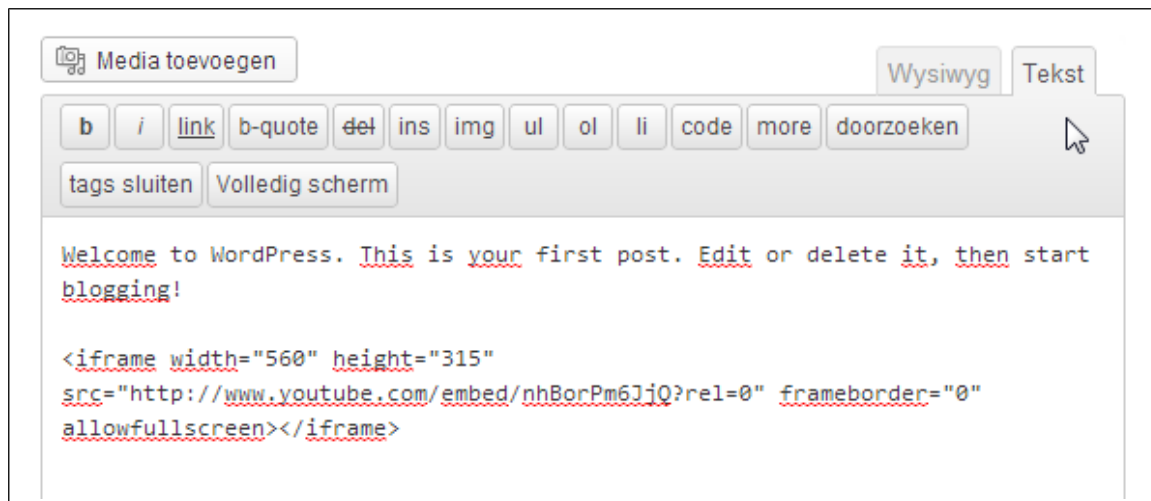 Media toevoegen
Wysiwyg Tekst
b i link b-quote del ins img ul ol li code more doorzoeken
tags sluiten Volledig scherm
Welcome to WordPress. This is your first post. Edit or delete it, then start
blogging!
<iframe width="560" height="315"
src="http://www.youtube.com/embed/nhBorPm6JjQ?rel=0" frameborder="0"
allowfullscreen></iframe>